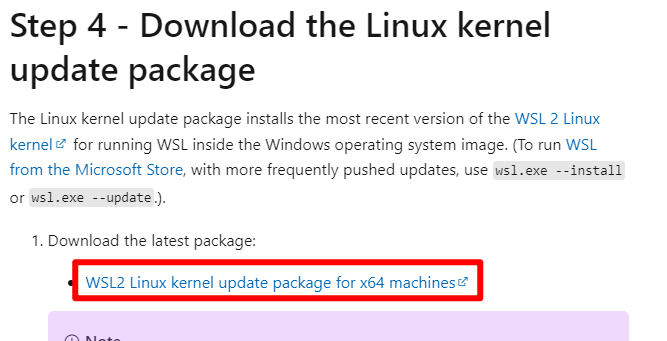 Step 4 - Download the Linux kernel
update package
The Linux kernel update package installs the most recent version of the WSL 2 Linux
kernel for running WSL inside the Windows operating system image. (To run WSL
from the Microsoft Store, with more frequently pushed updates, use wsl.exe --install
or wsl.exe --update.).
1. Download the latest package:
• WSL2 Linux kernel update package for x64 machines
Note